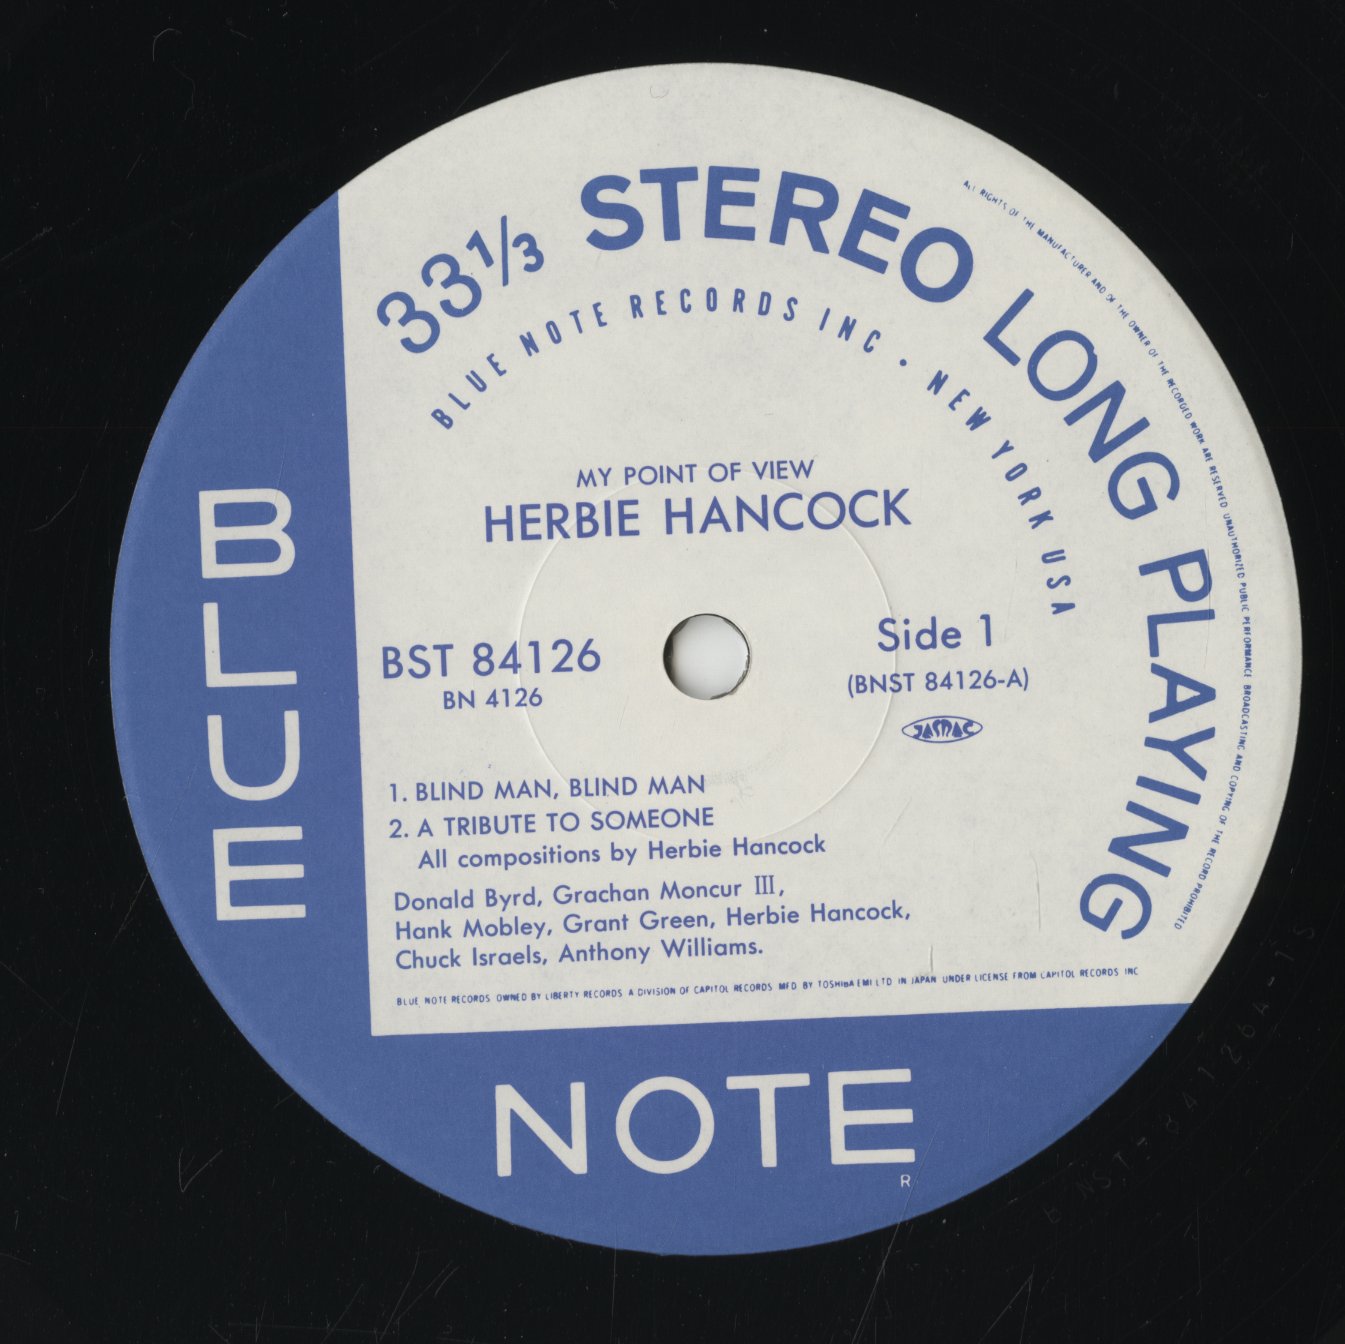 33 1/3 STEREO LONG PLAYING
BLUE NOTE RECORDS INC · NEW YORK USA
ALL RIGHTS OF THE MANUFACTURER AND OF THE OWNER OF THE RECORDED WORK ARE RESERVED UNAUTHORIZED PUBLIC PERFORMANCE BROADCASTING AND COPYING OF THE RECORD PROHIBITED
MY POINT OF VIEW
HERBIE HANCOCK
BST 84126
BN 4126
Side 1
(BNST 84126-A)
JASRAC
1. BLIND MAN, BLIND MAN
2. A TRIBUTE TO SOMEONE
All compositions by Herbie Hancock
Donald Byrd, Grachan Moncur III,
Hank Mobley, Grant Green, Herbie Hancock,
Chuck Israels, Anthony Williams.
BLUE NOTE RECORDS OWNED BY LIBERTY RECORDS A DIVISION OF CAPITOL RECORDS MFD BY TOSHIBA EMI LTD IN JAPAN UNDER LICENSE FROM CAPITOL RECORDS INC
BLUE
NOTE
R